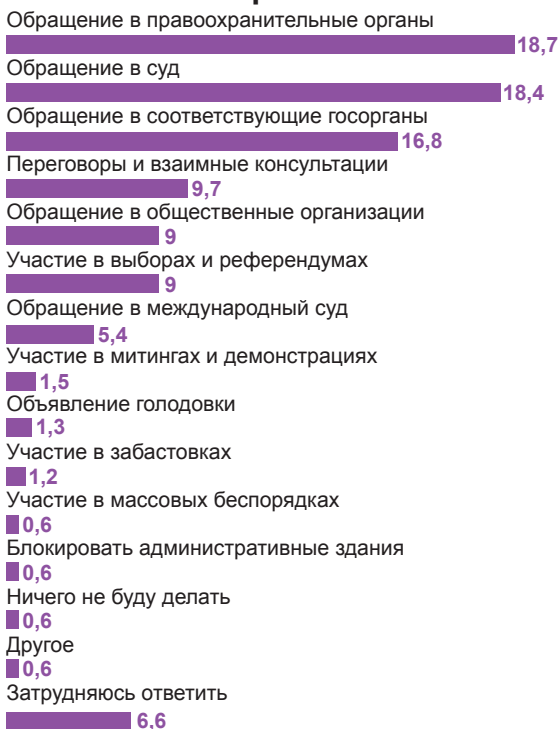 Обращение в правоохранительные органы
18,7
Обращение в суд
18,4
Обращение в соответствующие госорганы
16,8
Переговоры и взаимные консультации
9,7
Обращение в общественные организации
9
Участие в выборах и референдумах
9
Обращение в международный суд
5,4
Участие в митингах и демонстрациях
1,5
Объявление голодовки
1,3
Участие в забастовках
1,2
Участие в массовых беспорядках
0,6
Блокировать административные здания
0,6
Ничего не буду делать
0,6
Другое
0,6
Затрудняюсь ответить
6,6